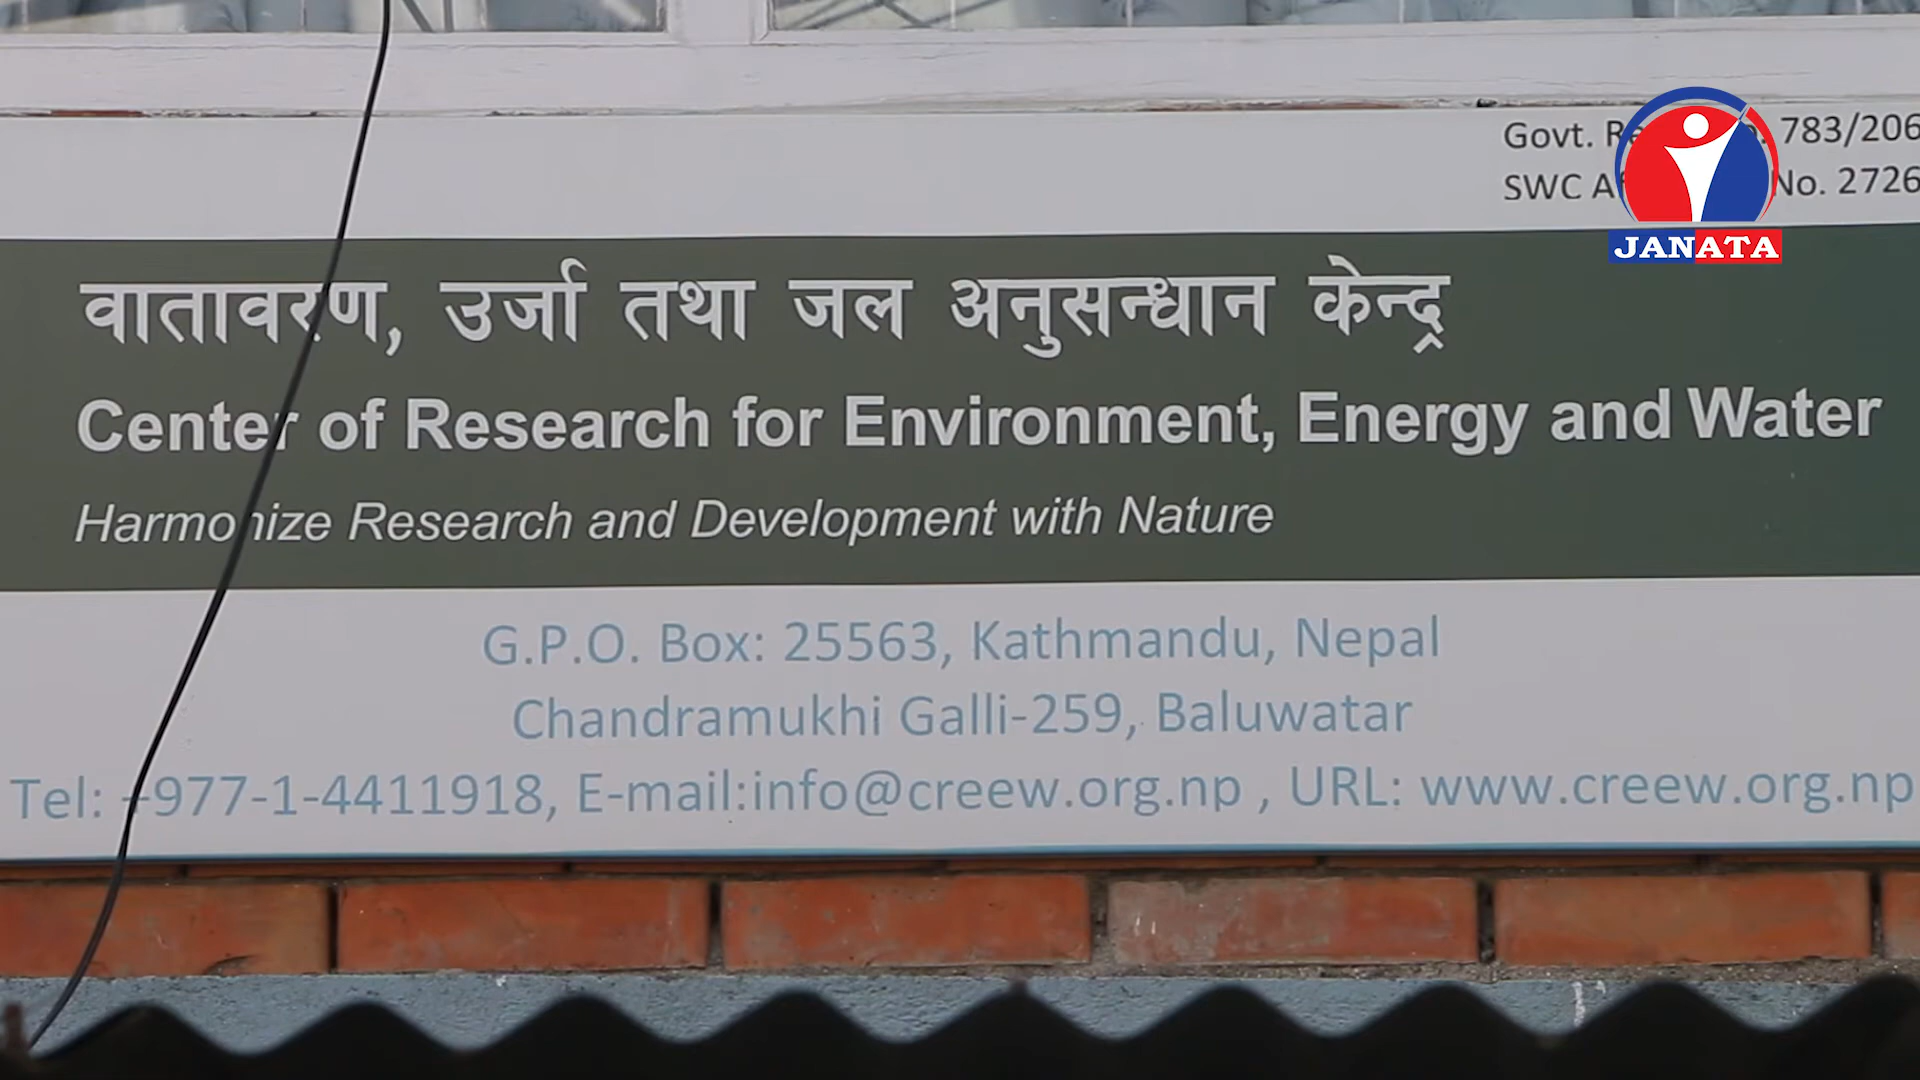 Govt. 783/206
SWC No. 2726
JANATA
वातावरण, उर्जा तथा जल अनुसन्धान केन्द्र
Center of Research for Environment, Energy and Water
Harmonize Research and Development with Nature
G.P.O. Box: 25563, Kathmandu, Nepal
Chandramukhi Galli-259, Baluwatar
Tel: +977-1-4411918, E-mail:info@creew.org.np , URL: www.creew.org.np